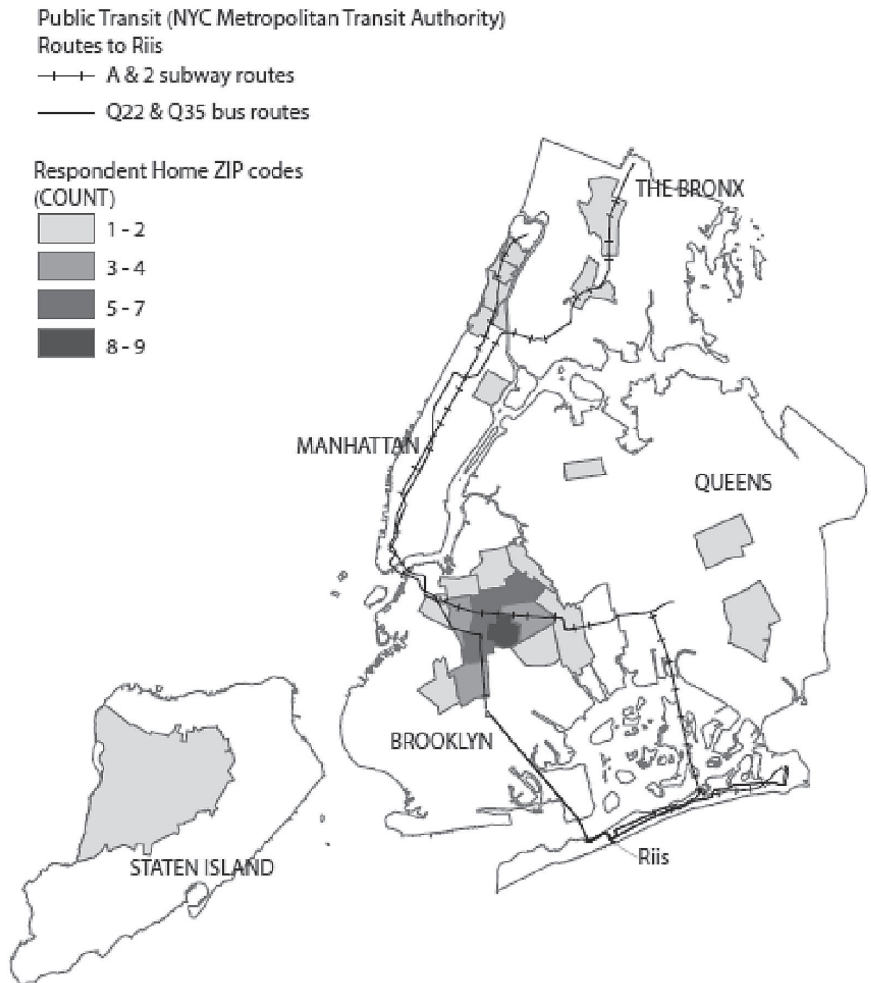 Public Transit (NYC Metropolitan Transit Authority)
Routes to Riis
A & 2 subway routes
Q22 & Q35 bus routes
Respondent Home ZIP codes
(COUNT)
1 - 2
3 - 4
5 - 7
8 - 9
THE BRONX
MANHATTAN
QUEENS
BROOKLYN
STATEN ISLAND
Riis